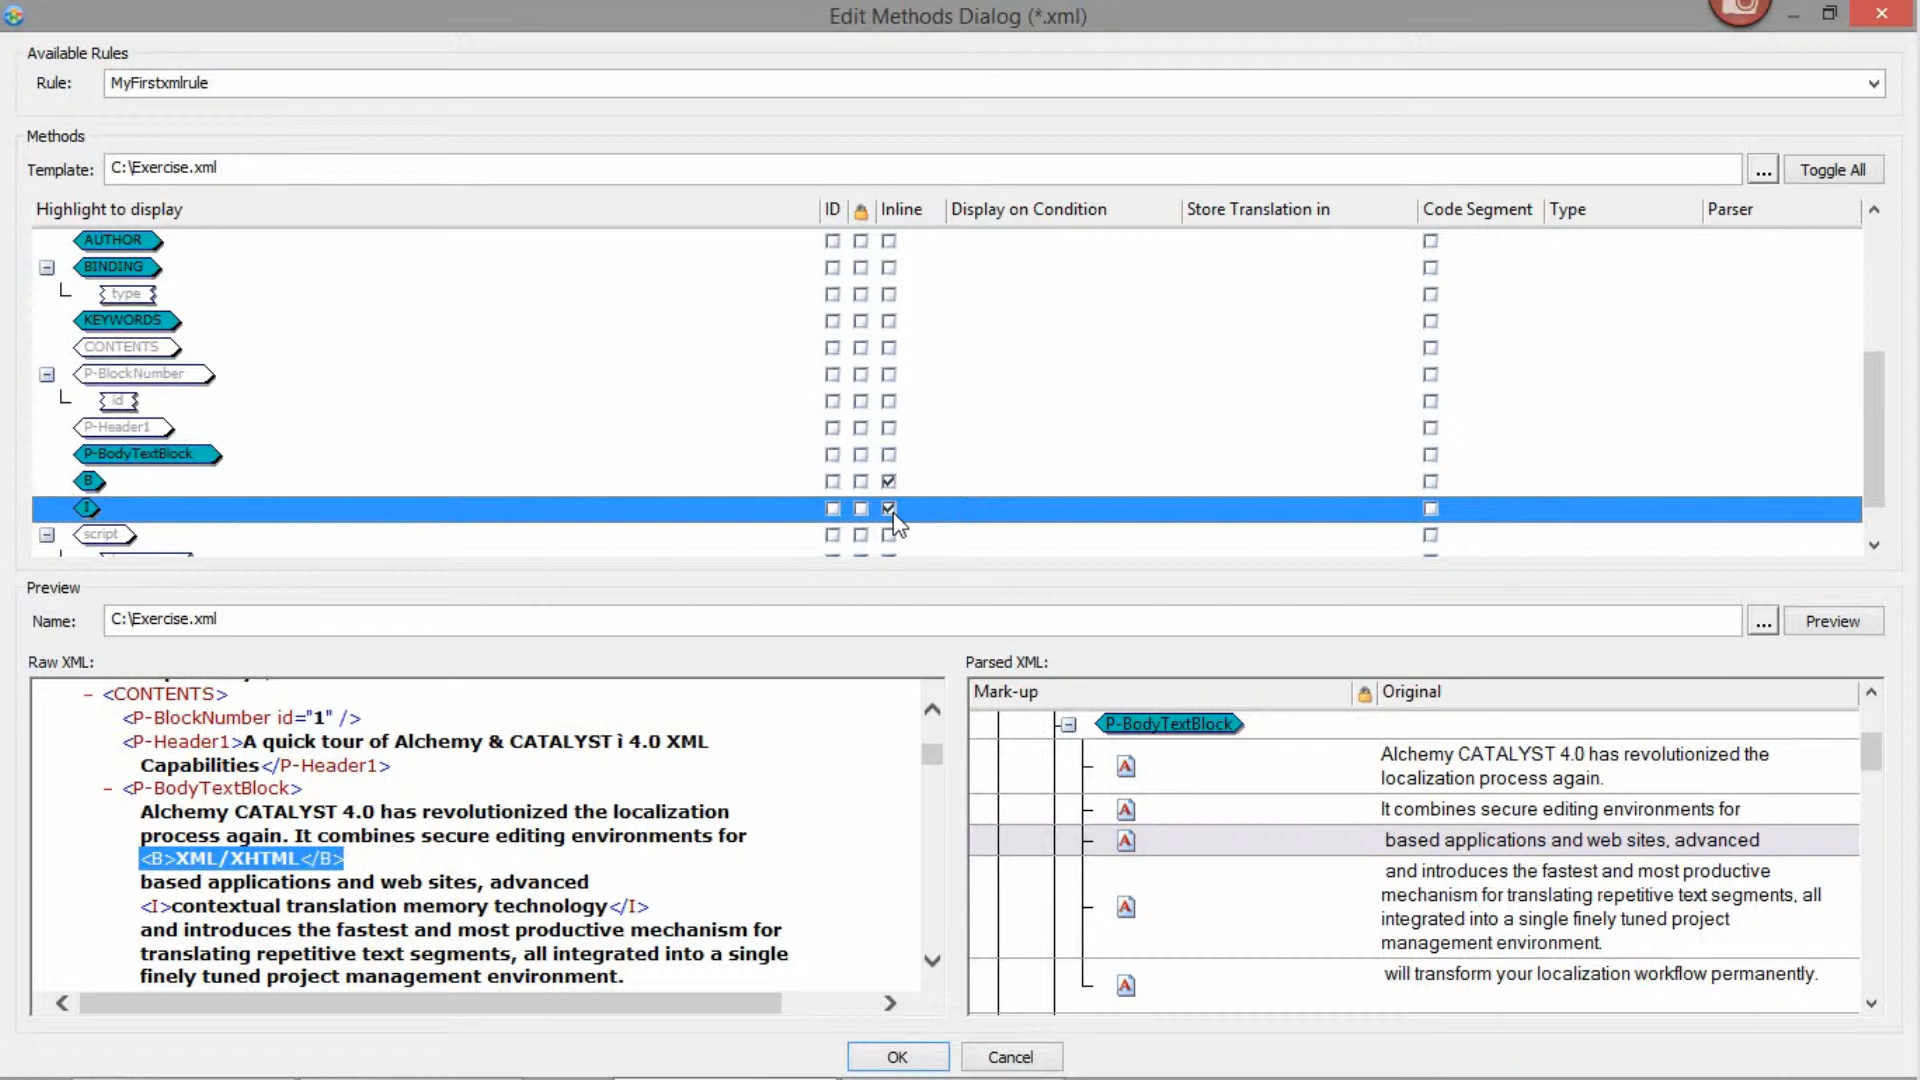 Edit Methods Dialog (*.xml)
Available Rules
Rule: MyFirstxmlrule
Methods
Template: C:\Exercise.xml ... Toggle All
Highlight to display ID Inline Display on Condition Store Translation in Code Segment Type Parser
AUTHOR
BINDING
type
KEYWORDS
CONTENTS
P-BlockNumber
id
P-Header1
P-BodyTextBlock
B
I
script
Preview
Name: C:\Exercise.xml ... Preview
Raw XML:
- <CONTENTS>
<P-BlockNumber id="1" />
<P-Header1>A quick tour of Alchemy & CATALYST ì 4.0 XML
Capabilities</P-Header1>
- <P-BodyTextBlock>
Alchemy CATALYST 4.0 has revolutionized the localization
process again. It combines secure editing environments for
<B>XML/XHTML</B>
based applications and web sites, advanced
<I>contextual translation memory technology</I>
and introduces the fastest and most productive mechanism for
translating repetitive text segments, all integrated into a single
finely tuned project management environment.
Parsed XML:
Mark-up Original
P-BodyTextBlock
Alchemy CATALYST 4.0 has revolutionized the
localization process again.
It combines secure editing environments for
based applications and web sites, advanced
and introduces the fastest and most productive
mechanism for translating repetitive text segments, all
integrated into a single finely tuned project
management environment.
will transform your localization workflow permanently.
OK Cancel